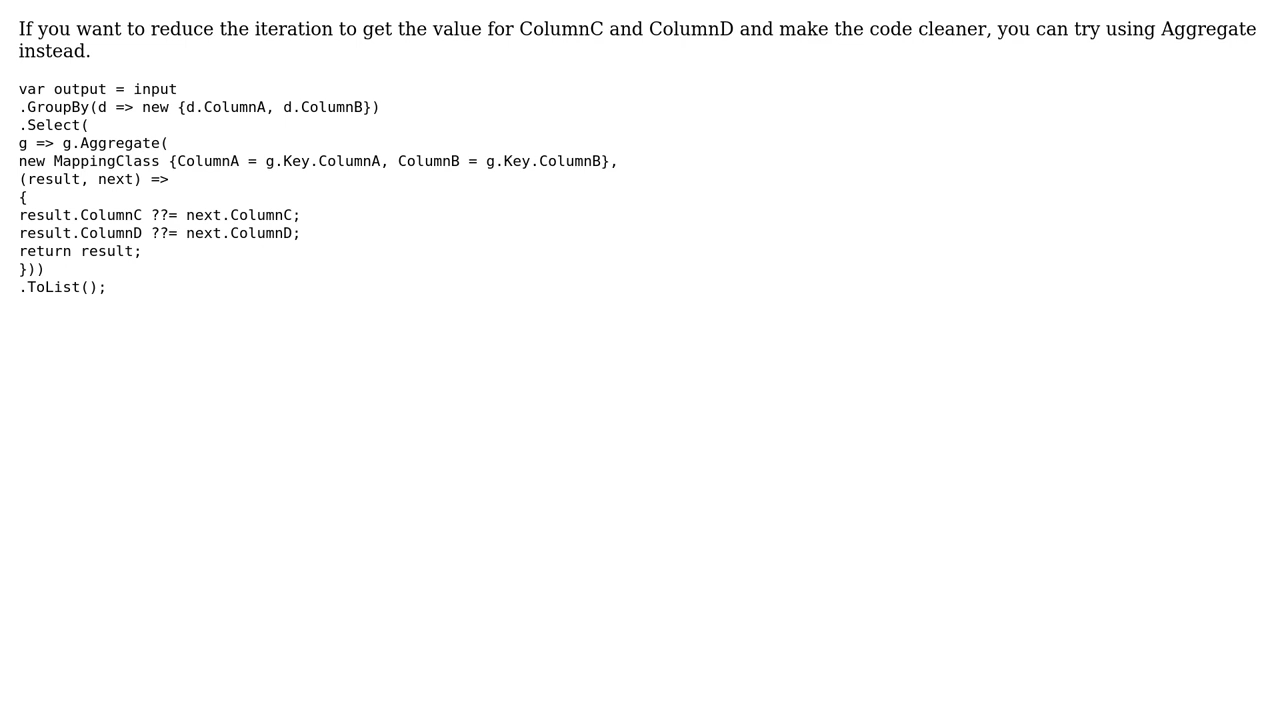 If you want to reduce the iteration to get the value for ColumnC and ColumnD and make the code cleaner, you can try using Aggregate
instead.
var output = input
.GroupBy(d => new {d.ColumnA, d.ColumnB})
.Select(
g => g.Aggregate(
new MappingClass {ColumnA = g.Key.ColumnA, ColumnB = g.Key.ColumnB},
(result, next) =>
{
result.ColumnC ??= next.ColumnC;
result.ColumnD ??= next.ColumnD;
return result;
}))
.ToList();